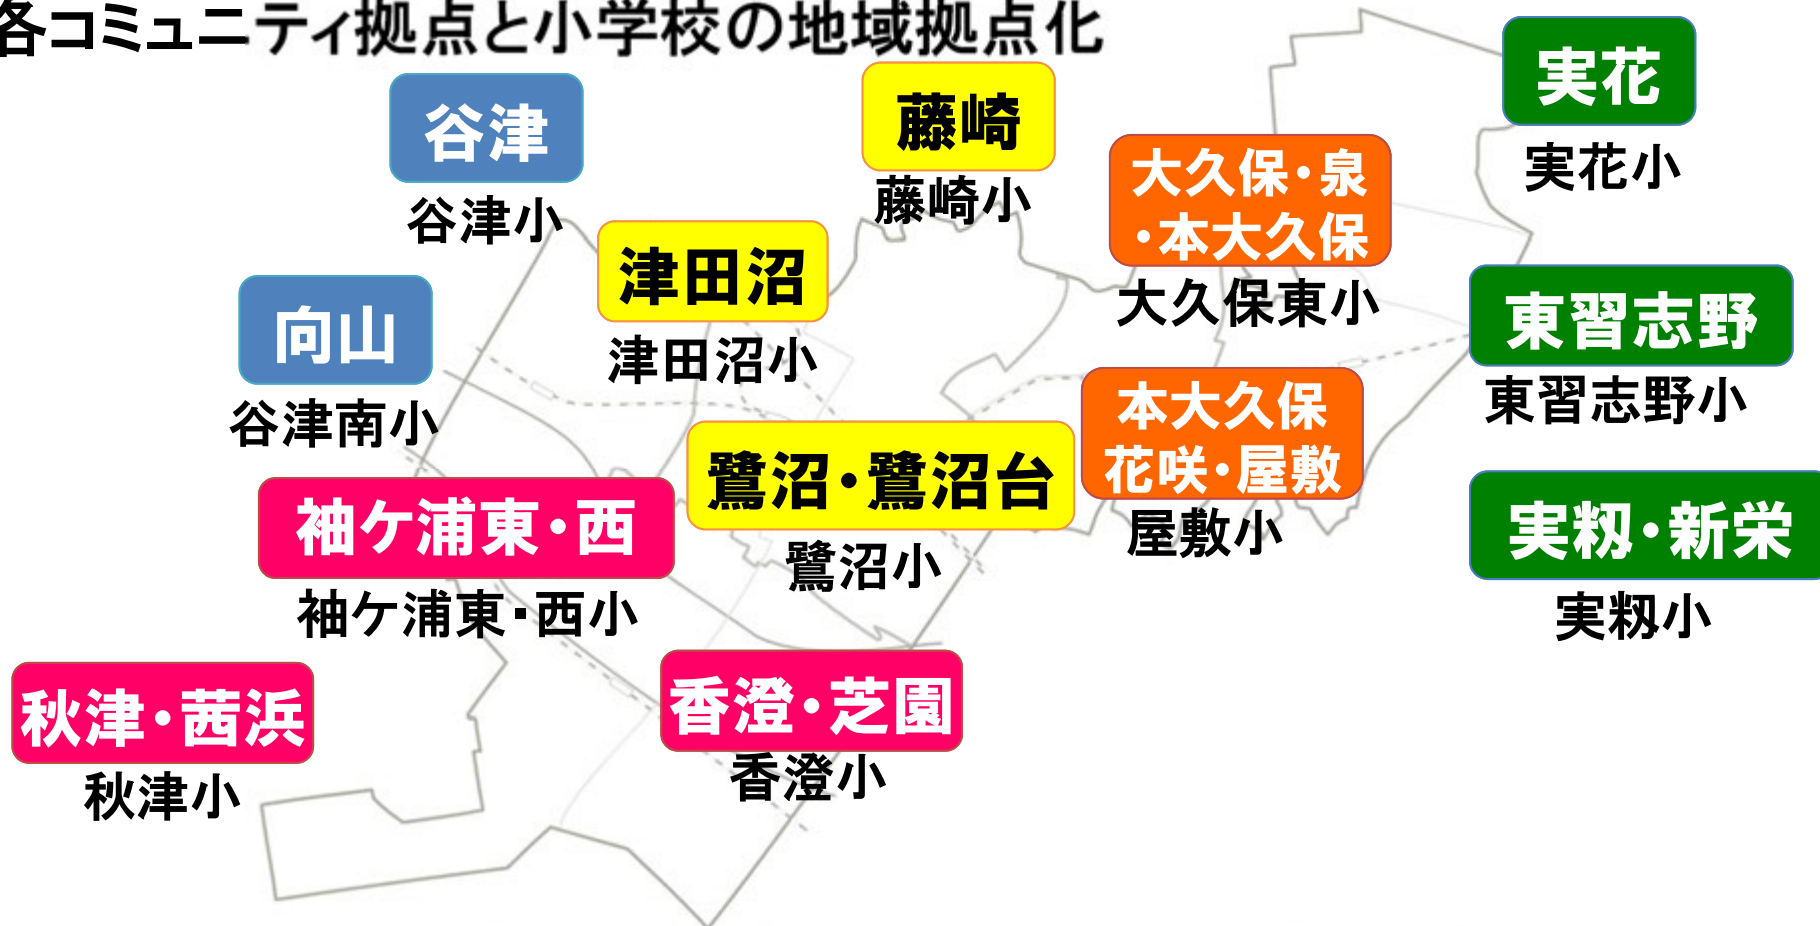 各コミュニティ拠点と小学校の地域拠点化
谷津
谷津小
藤崎
藤崎小
実花
実花小
大久保・泉
・本大久保
大久保東小
津田沼
津田沼小
向山
谷津南小
東習志野
東習志野小
本大久保
花咲・屋敷
屋敷小
鷺沼・鷺沼台
鷺沼小
袖ケ浦東・西
袖ケ浦東・西小
実籾・新栄
実籾小
秋津・茜浜
秋津小
香澄・芝園
香澄小